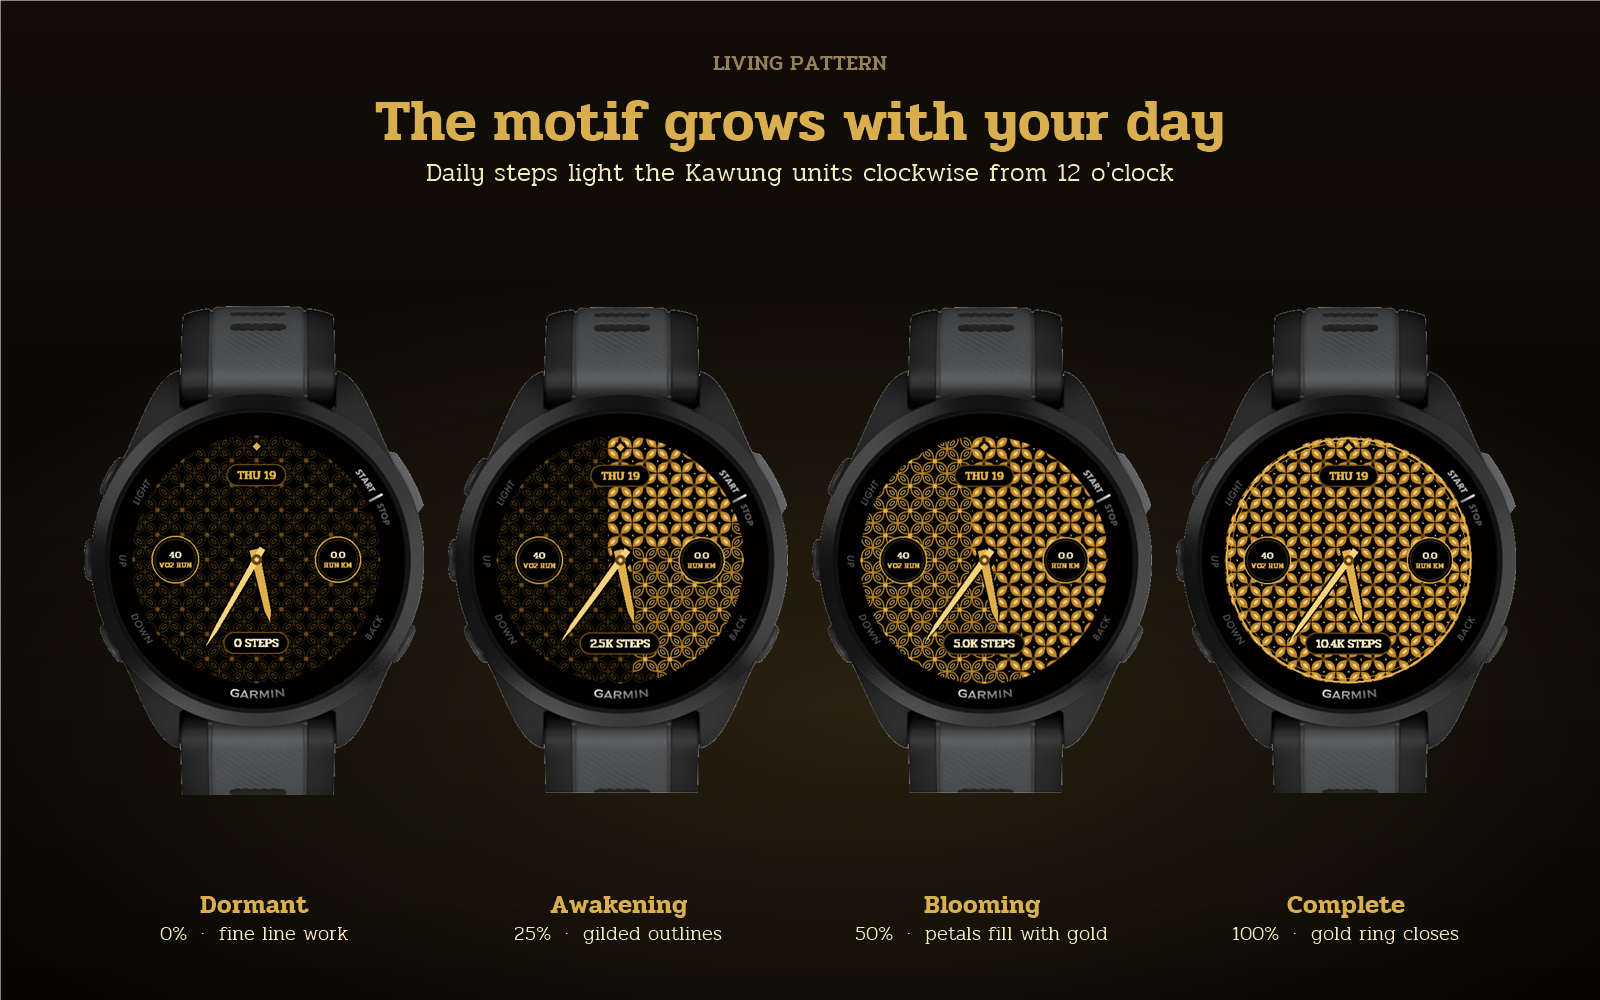 LIVING PATTERN
The motif grows with your day
Daily steps light the Kawung units clockwise from 12 o'clock
THU 19
START
STOP
LIGHT
UP
DOWN
BACK
40
VO2 RUN
0.0
RUN KM
0 STEPS
GARMIN
THU 19
START
STOP
LIGHT
UP
DOWN
BACK
40
VO2 RUN
0.0
RUN KM
2.5K STEPS
GARMIN
THU 19
START
STOP
LIGHT
UP
DOWN
BACK
40
VO2 RUN
0.0
RUN KM
5.0K STEPS
GARMIN
THU 19
START
STOP
LIGHT
UP
DOWN
BACK
40
VO2 RUN
0.0
RUN KM
10.4K STEPS
GARMIN
Dormant
0% · fine line work
Awakening
25% · gilded outlines
Blooming
50% · petals fill with gold
Complete
100% · gold ring closes